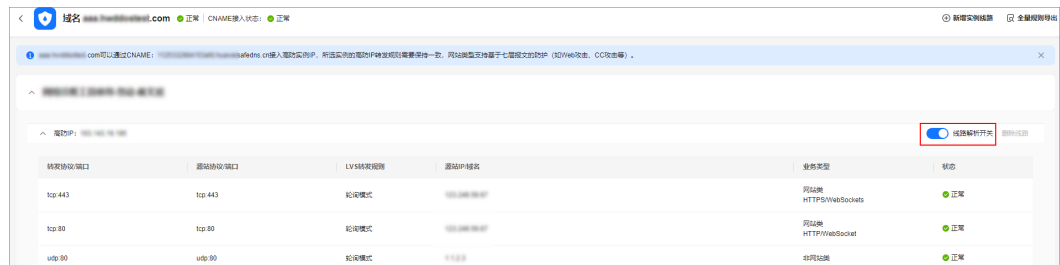 域名 .com 正常 CNAME接入状态： 正常 新增实例线路 全量规则导出
com可以通过CNAME： safedns.cn接入高防实例IP，所选实例的高防IP转发规则需要保持一致，网站类型支持基于七层报文的防护（如Web攻击、CC攻击等）。
高防IP： 线路解析开关 删除线路
转发协议/端口 源站协议/端口 LVS转发规则 源站IP/域名 业务类型 状态
tcp:443 tcp:443 轮询模式 网站类 正常
HTTPS/WebSockets
tcp:80 tcp:80 轮询模式 网站类 正常
HTTP/WebSocket
udp:80 udp:80 轮询模式 非网站类 正常